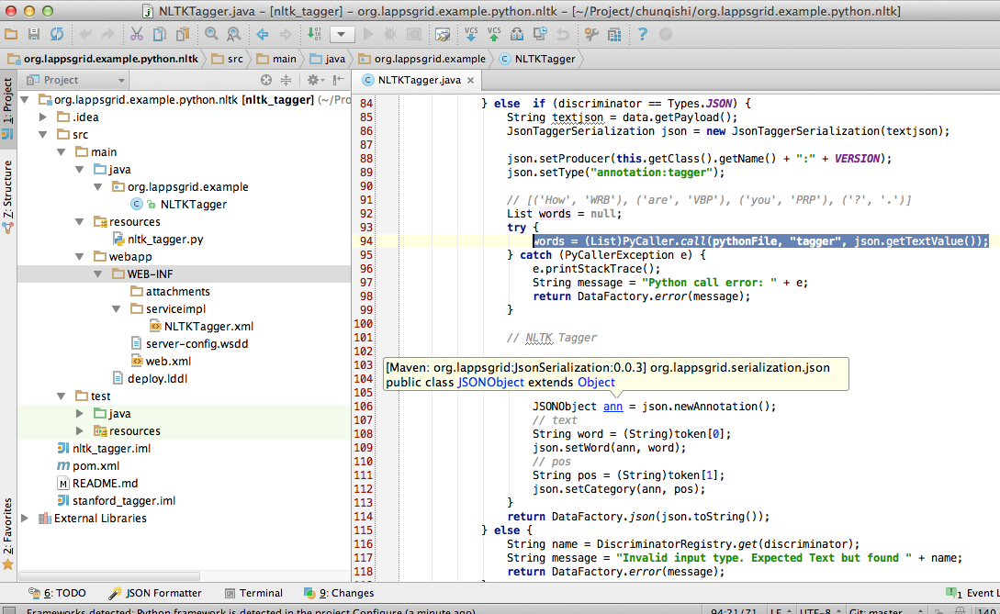 NLTKTagger.java – [nltk_tagger] – org.lappsgrid.example.python.nltk – [~/Project/chunqishi/org.lappsgrid.example.python.nltk]
VCS VCS
org.lappsgrid.example.python.nltk src main java org.lappsgrid.example NLTKTagger
1: Project
Z: Structure
2: Favorites
Project
org.lappsgrid.example.python.nltk [nltk_tagger] (~/Pro
.idea
src
main
java
org.lappsgrid.example
NLTKTagger
resources
nltk_tagger.py
webapp
WEB-INF
attachments
serviceimpl
NLTKTagger.xml
server-config.wsdd
web.xml
deploy.lddl
test
java
resources
nltk_tagger.iml
pom.xml
README.md
stanford_tagger.iml
External Libraries
NLTKTagger.java
84 } else if (discriminator == Types.JSON) {
85 String textjson = data.getPayload();
86 JsonTaggerSerialization json = new JsonTaggerSerialization(textjson);
87
88 json.setProducer(this.getClass().getName() + ":" + VERSION);
89 json.setType("annotation:tagger");
90
91 // [('How', 'WRB'), ('are', 'VBP'), ('you', 'PRP'), ('?', '.')]
92 List words = null;
93 try {
94 words = (List)PyCaller.call(pythonFile, "tagger", json.getTextValue());
95 } catch (PyCallerException e) {
96 e.printStackTrace();
97 String message = "Python call error: " + e;
98 return DataFactory.error(message);
99 }
100
101 // NLTK Tagger
102
103
104
105
[Maven: org.lappsgrid:JsonSerialization:0.0.3] org.lappsgrid.serialization.json
public class JSONObject extends Object
106 JSONObject ann = json.newAnnotation();
107 // text
108 String word = (String)token[0];
109 json.setWord(ann, word);
110 // pos
111 String pos = (String)token[1];
112 json.setCategory(ann, pos);
113 }
114 return DataFactory.json(json.toString());
115 } else {
116 String name = DiscriminatorRegistry.get(discriminator);
117 String message = "Invalid input type. Expected Text but found " + name;
118 return DataFactory.error(message);
6: TODO JSON Formatter Terminal 9: Changes 1 Event
Frameworks detected: Python framework is detected in the project Configure (a minute ago) 94:21/71 LF UTF-8 Git: master 140